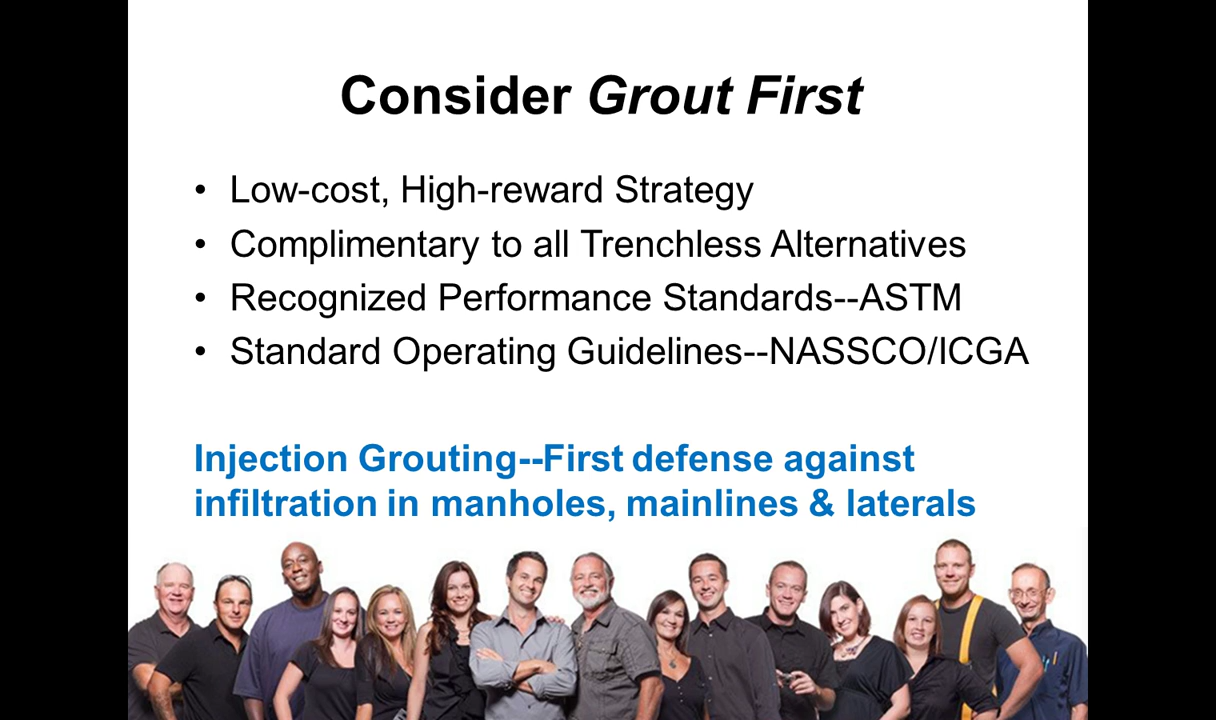 Consider Grout First
• Low-cost, High-reward Strategy
• Complimentary to all Trenchless Alternatives
• Recognized Performance Standards--ASTM
• Standard Operating Guidelines--NASSCO/ICGA
Injection Grouting--First defense against
infiltration in manholes, mainlines & laterals